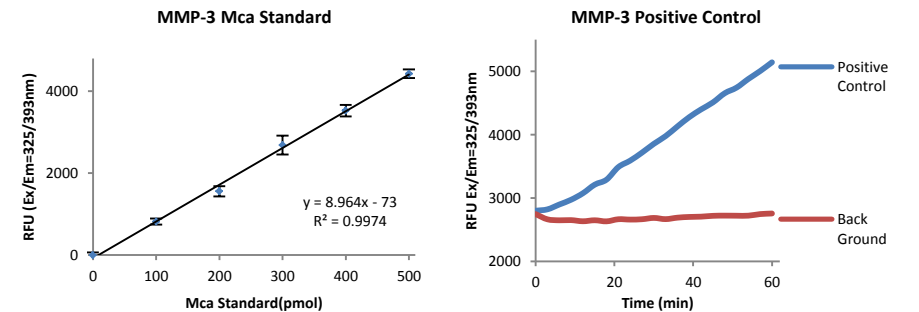 MMP-3 Mca Standard
RFU (Ex/Em=325/393nm)
4000
2000
0
0 100 200 300 400 500
y = 8.964x - 73
R² = 0.9974
Mca Standard(pmol)
MMP-3 Positive Control
RFU Ex/Em=325/393nm
5000
4000
3000
2000
0 20 40 60
Time (min)
Positive
Control
Back
Ground